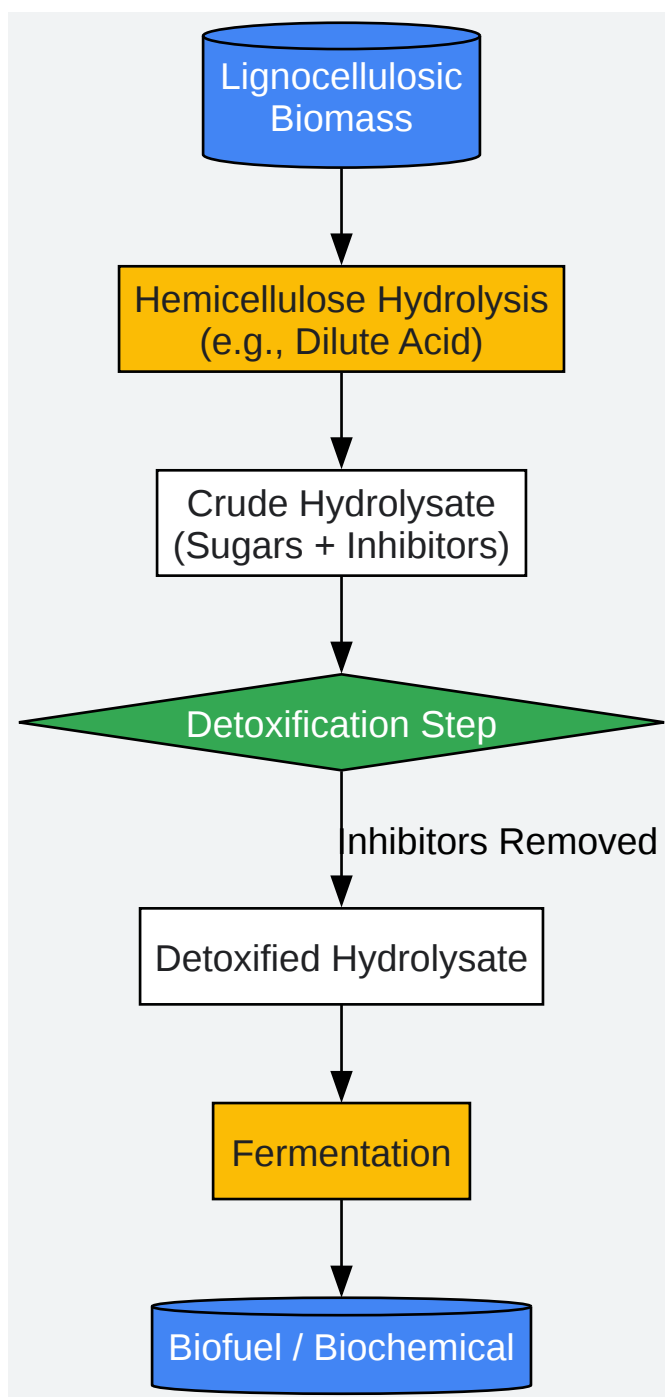 Lignocellulosic
Biomass
Hemicellulose Hydrolysis
(e.g., Dilute Acid)
Crude Hydrolysate
(Sugars + Inhibitors)
Detoxification Step
Inhibitors Removed
Detoxified Hydrolysate
Fermentation
Biofuel / Biochemical